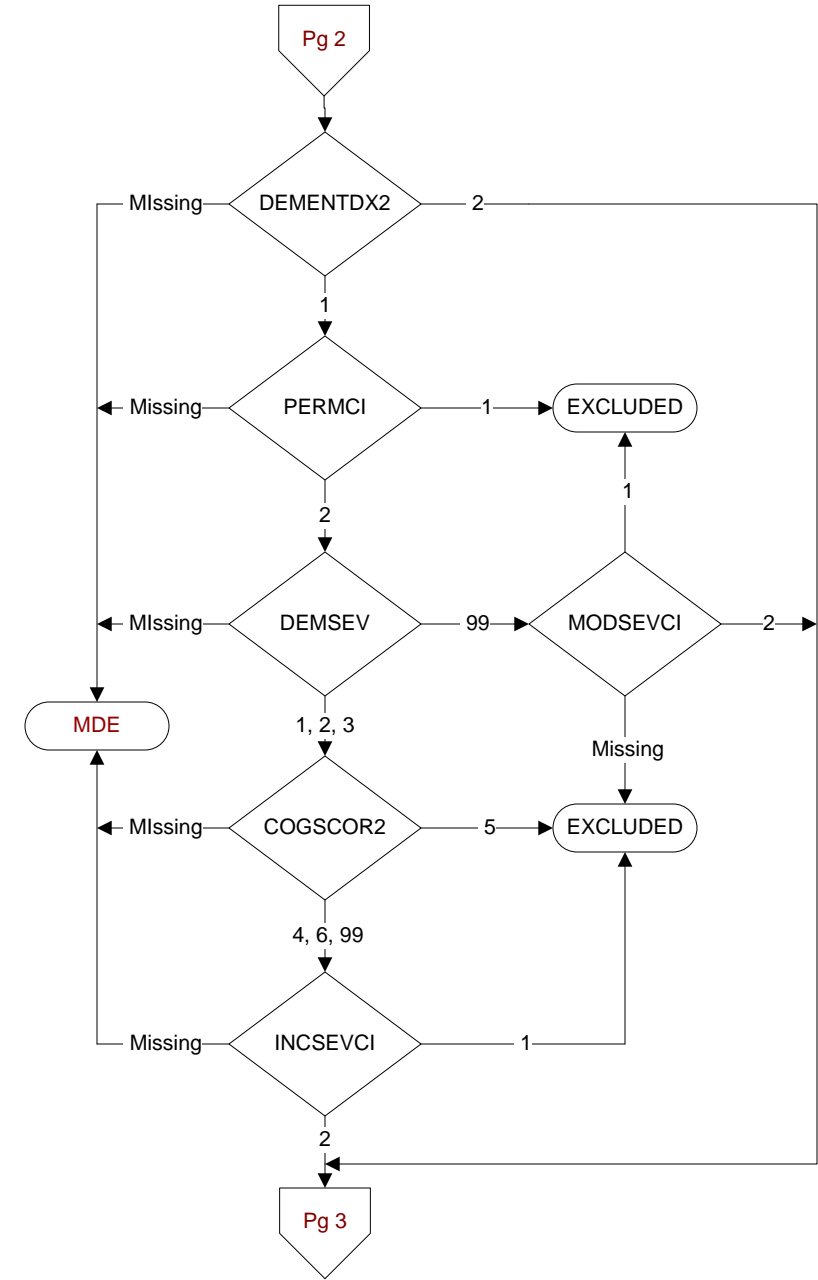 Pg 2
MIssing
DEMENTDX2
2
1
Missing
PERMCI
1
EXCLUDED
2
1
MIssing
DEMSEV
99
MODSEVCI
2
MDE
1, 2, 3
Missing
MIssing
COGSCOR2
5
EXCLUDED
4, 6, 99
Missing
INCSEVCI
1
2
Pg 3